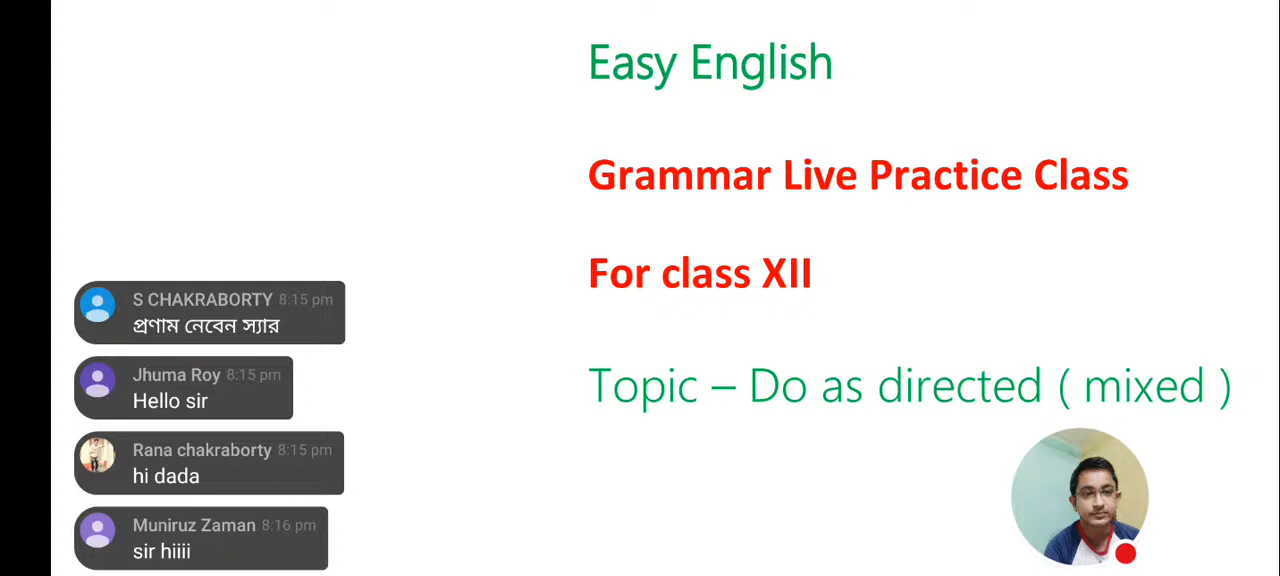 Easy English
Grammar Live Practice Class
For class XII
Topic – Do as directed ( mixed )
S CHAKRABORTY 8:15 pm
প্রণাম নেবেন স্যার
Jhuma Roy 8:15 pm
Hello sir
Rana chakraborty 8:15 pm
hi dada
Muniruz Zaman 8:16 pm
sir hiiii